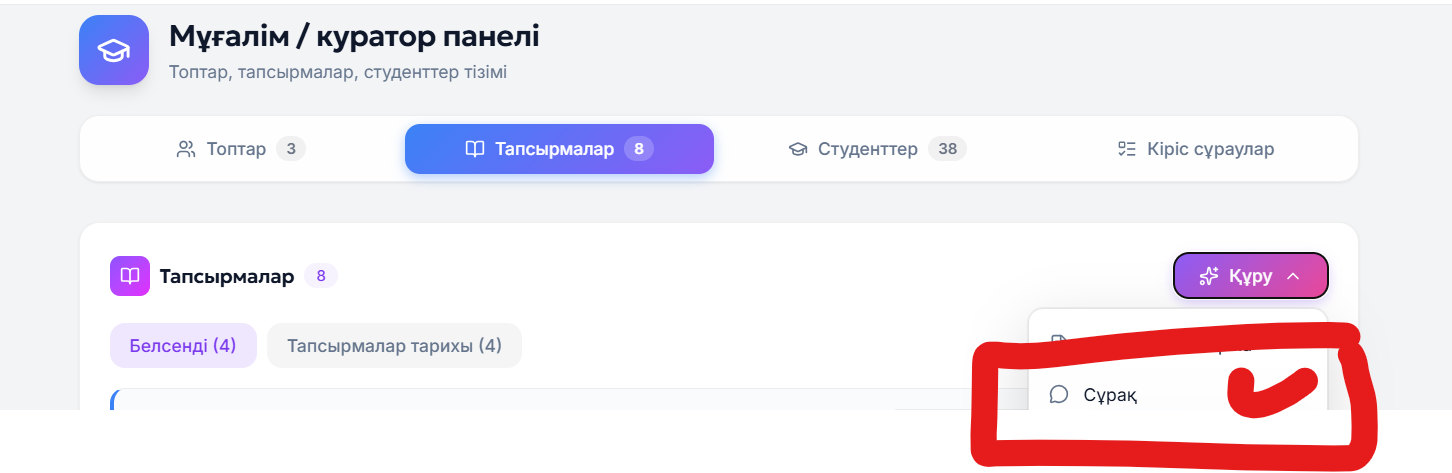 Мұғалім / куратор панелі
Топтар, тапсырмалар, студенттер тізімі
Топтар 3 Тапсырмалар 8 Студенттер 38 Кіріс сұраулар
Тапсырмалар 8 Құру
Белсенді (4) Тапсырмалар тарихы (4)
Сұрақ